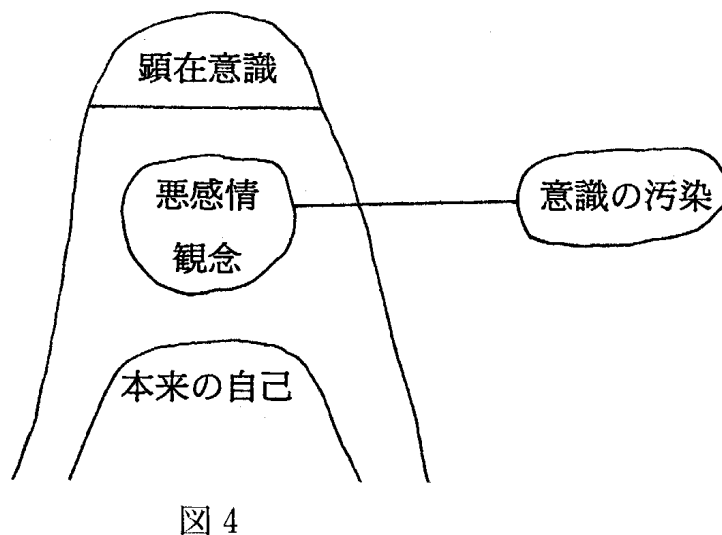 顕在意識
悪感情
観念
意識の汚染
本来の自己
図4